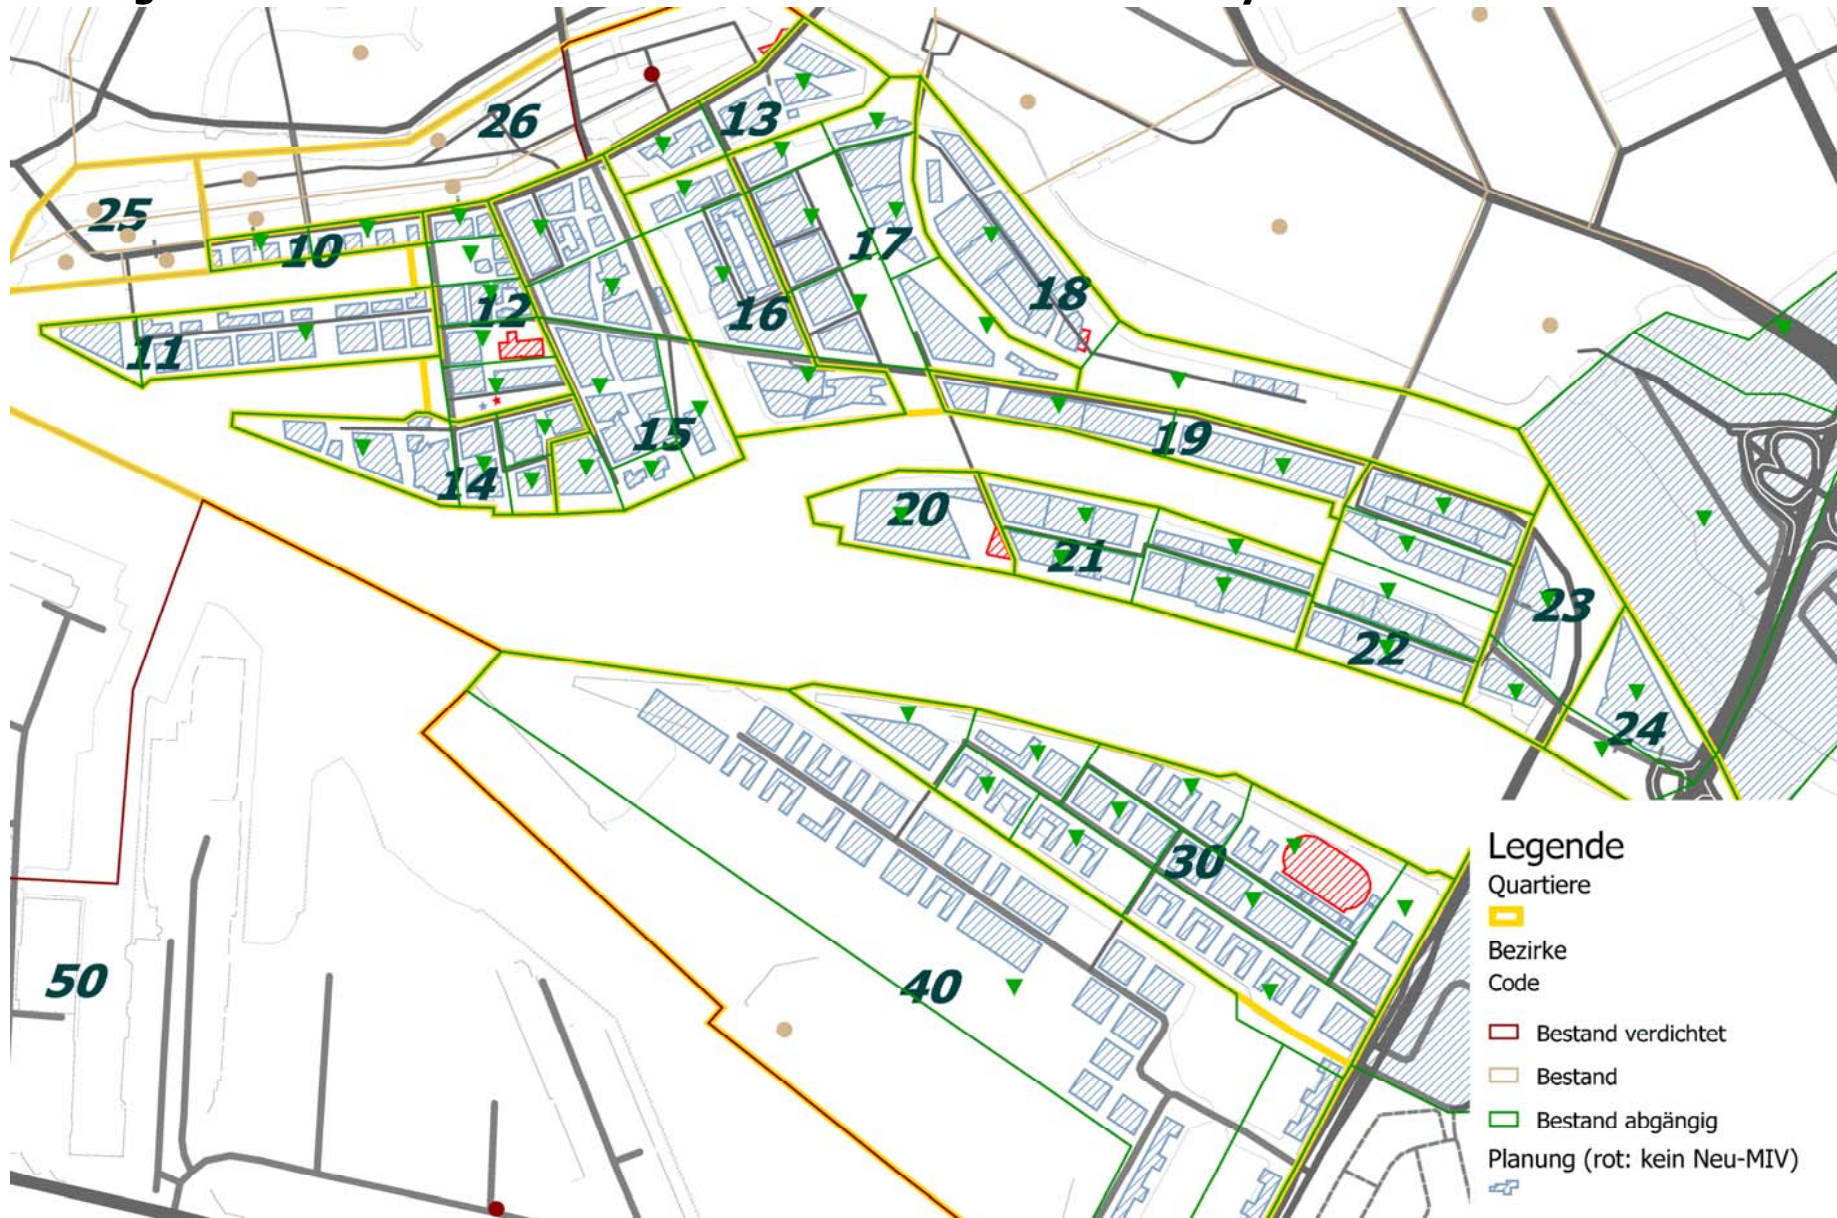 26
13
25
10
17
18
12
16
11
19
15
14
20
21
23
22
24
30
40
50
Legende
Quartiere
Bezirke
Code
Bestand verdichtet
Bestand
Bestand abgängig
Planung (rot: kein Neu-MIV)